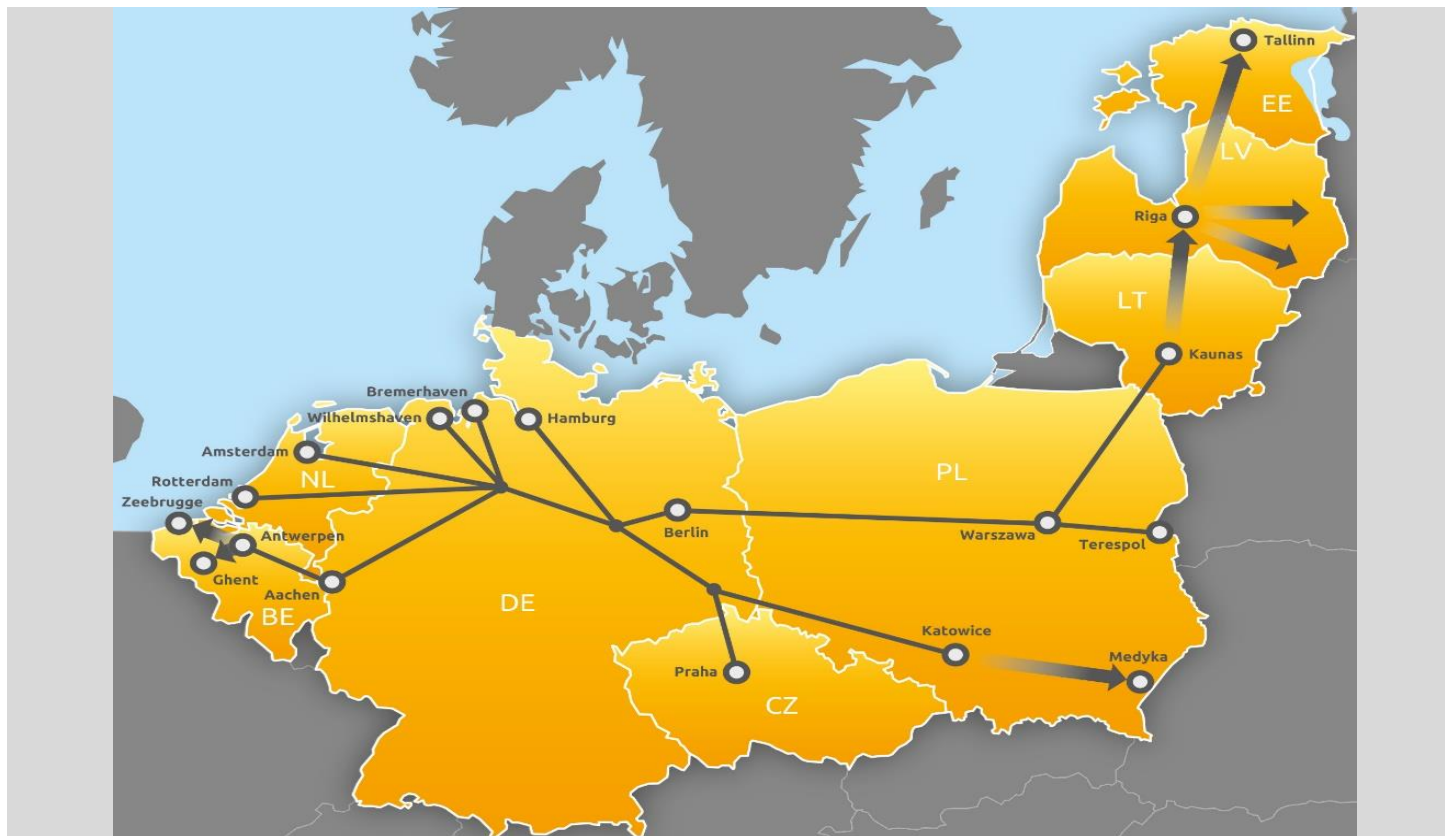 Tallinn
EE
LV
Riga
LT
Kaunas
Bremerhaven
Wilhelmshaven
Hamburg
Amsterdam
NL
PL
Rotterdam
Zeebrugge
Antwerpen
Berlin
Warszawa
Terespol
Ghent
Aachen
BE
DE
Katowice
Medyka
Praha
CZ